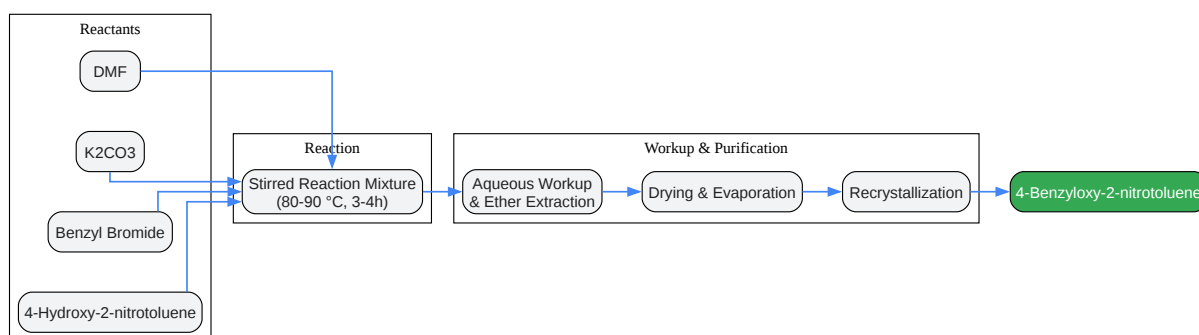 Reactants
DMF
K2CO3
Benzyl Bromide
4-Hydroxy-2-nitrotoluene
Reaction
Stirred Reaction Mixture
(80-90 °C, 3-4h)
Workup & Purification
Aqueous Workup
& Ether Extraction
Drying & Evaporation
Recrystallization
4-Benzyloxy-2-nitrotoluene